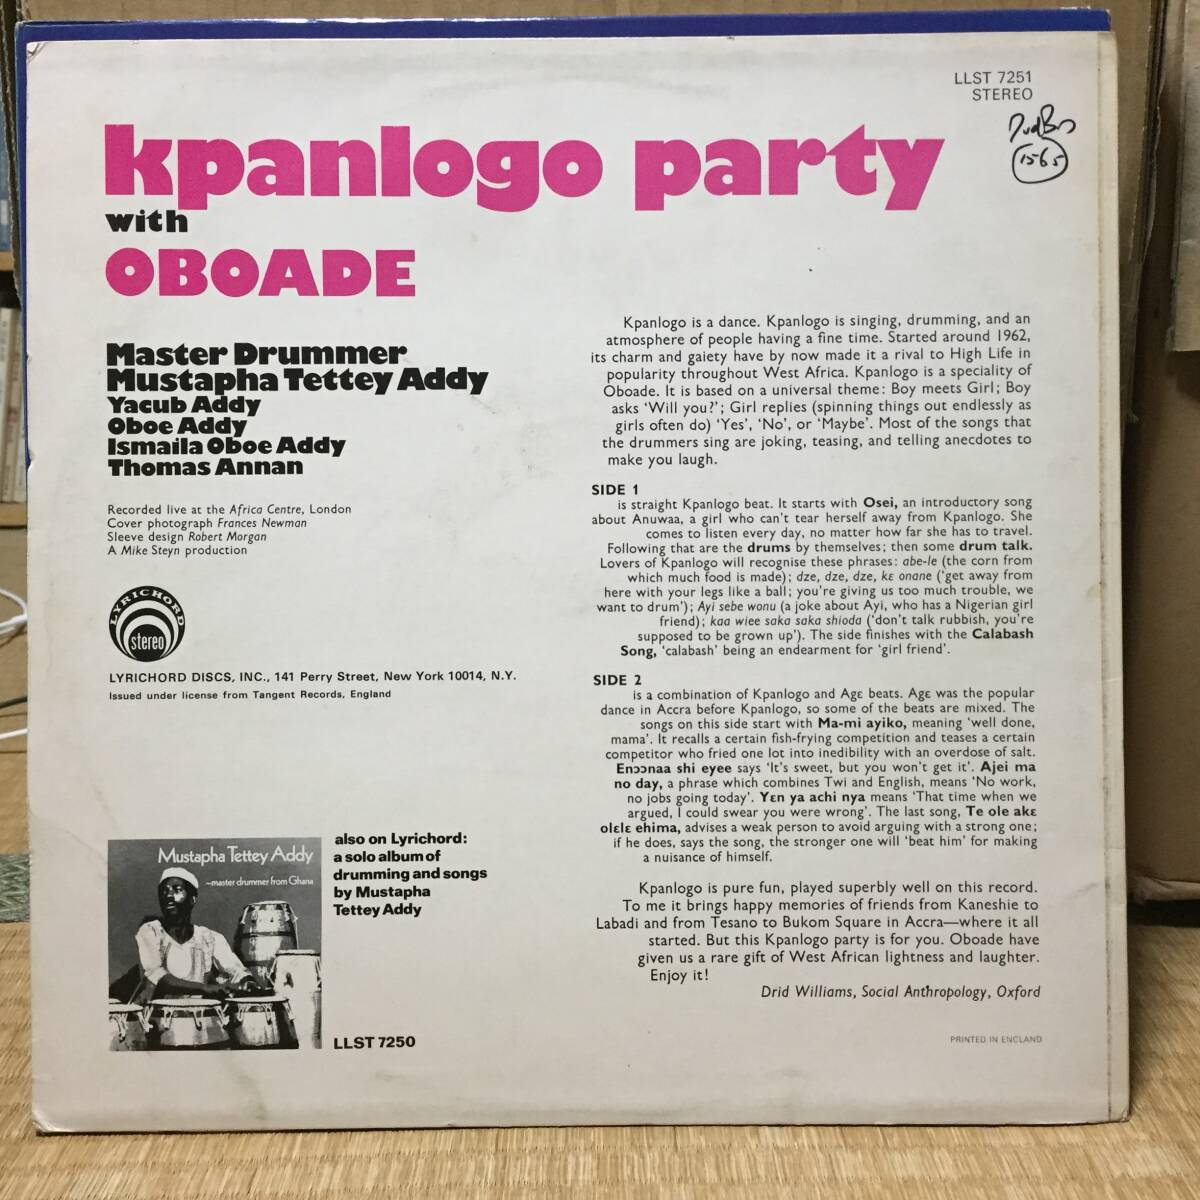 LLST 7251
STEREO
1565
kpanlogo party
with
OBOADE
Master Drummer
Mustapha Tettey Addy
Yacub Addy
Oboe Addy
Ismaila Oboe Addy
Thomas Annan
Recorded live at the Africa Centre, London
Cover photograph Frances Newman
Sleeve design Robert Morgan
A Mike Steyn production
LYRICHORD
stereo
LYRICHORD DISCS, INC., 141 Perry Street, New York 10014, N.Y.
Issued under license from Tangent Records, England
Mustapha Tettey Addy
–master drummer from Ghana
also on Lyrichord:
a solo album of
drumming and songs
by Mustapha
Tettey Addy
LLST 7250
Kpanlogo is a dance. Kpanlogo is singing, drumming, and an
atmosphere of people having a fine time. Started around 1962,
its charm and gaiety have by now made it a rival to High Life in
popularity throughout West Africa. Kpanlogo is a speciality of
Oboade. It is based on a universal theme: Boy meets Girl; Boy
asks ‘Will you?’; Girl replies (spinning things out endlessly as
girls often do) ‘Yes’, ‘No’, or ‘Maybe’. Most of the songs that
the drummers sing are joking, teasing, and telling anecdotes to
make you laugh.
SIDE 1
is straight Kpanlogo beat. It starts with Osei, an introductory song
about Anuwaa, a girl who can't tear herself away from Kpanlogo. She
comes to listen every day, no matter how far she has to travel.
Following that are the drums by themselves; then some drum talk.
Lovers of Kpanlogo will recognise these phrases: abe-le (the corn from
which much food is made); dze, dze, dze, kɛ onane (‘get away from
here with your legs like a ball; you're giving us too much trouble, we
want to drum’); Ayi sebe wonu (a joke about Ayi, who has a Nigerian girl
friend); kaa wiee saka saka shioda (‘don't talk rubbish, you're
supposed to be grown up’). The side finishes with the Calabash
Song, ‘calabash’ being an endearment for ‘girl friend’.
SIDE 2
is a combination of Kpanlogo and Agɛ beats. Agɛ was the popular
dance in Accra before Kpanlogo, so some of the beats are mixed. The
songs on this side start with Ma-mi ayiko, meaning ‘well done,
mama’. It recalls a certain fish-frying competition and teases a certain
competitor who fried one lot into inedibility with an overdose of salt.
Enɔɔnaa shi eyee says ‘It's sweet, but you won't get it’. Ajei ma
no day, a phrase which combines Twi and English, means ‘No work,
no jobs going today’. Yɛn ya achi nya means ‘That time when we
argued, I could swear you were wrong’. The last song, Te ole akɛ
olɛlɛ ehima, advises a weak person to avoid arguing with a strong one;
if he does, says the song, the stronger one will ‘beat him’ for making
a nuisance of himself.
Kpanlogo is pure fun, played superbly well on this record.
To me it brings happy memories of friends from Kaneshie to
Labadi and from Tesano to Bukom Square in Accra—where it all
started. But this Kpanlogo party is for you. Oboade have
given us a rare gift of West African lightness and laughter.
Enjoy it!
Drid Williams, Social Anthropology, Oxford
PRINTED IN ENGLAND